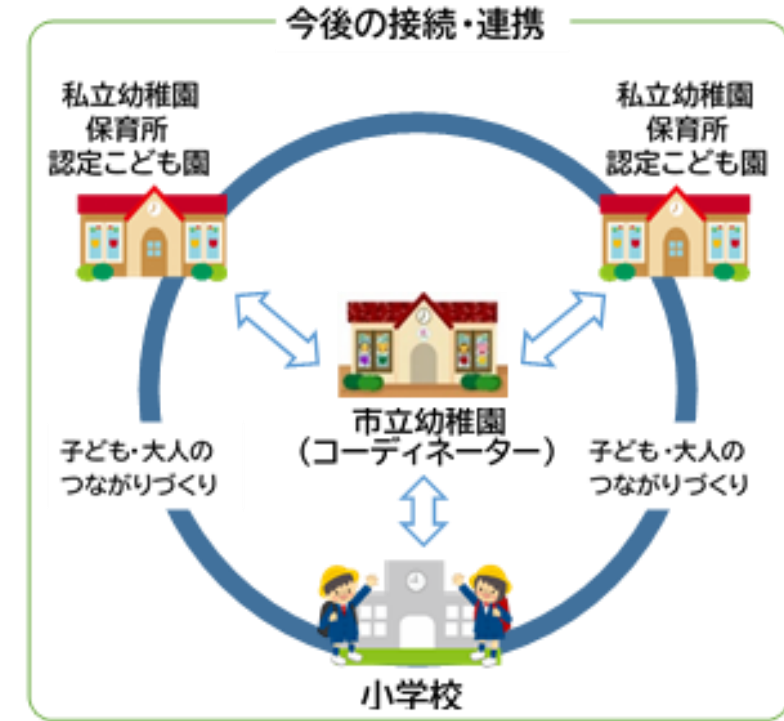 今後の接続・連携
私立幼稚園
保育所
認定こども園
私立幼稚園
保育所
認定こども園
市立幼稚園
（コーディネーター）
子ども・大人の
つながりづくり
子ども・大人の
つながりづくり
小学校